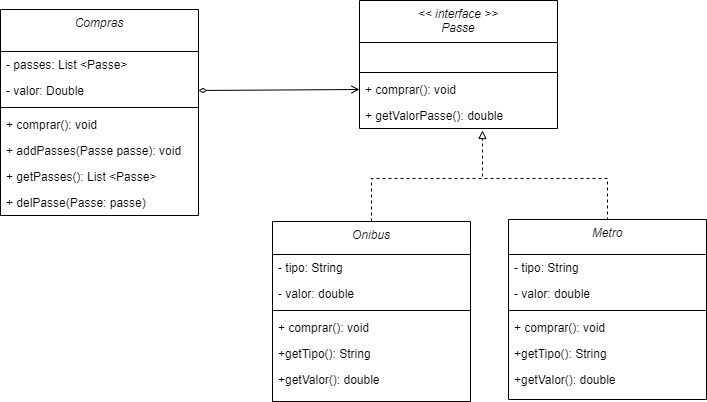 Compras
- passes: List <Passe>
- valor: Double
+ comprar(): void
+ addPasses(Passe passe): void
+ getPasses(): List <Passe>
+ delPasse(Passe: passe)
<< interface >>
Passe
+ comprar(): void
+ getValorPasse(): double
Onibus
- tipo: String
- valor: double
+ comprar(): void
+getTipo(): String
+getValor(): double
Metro
- tipo: String
- valor: double
+ comprar(): void
+getTipo(): String
+getValor(): double